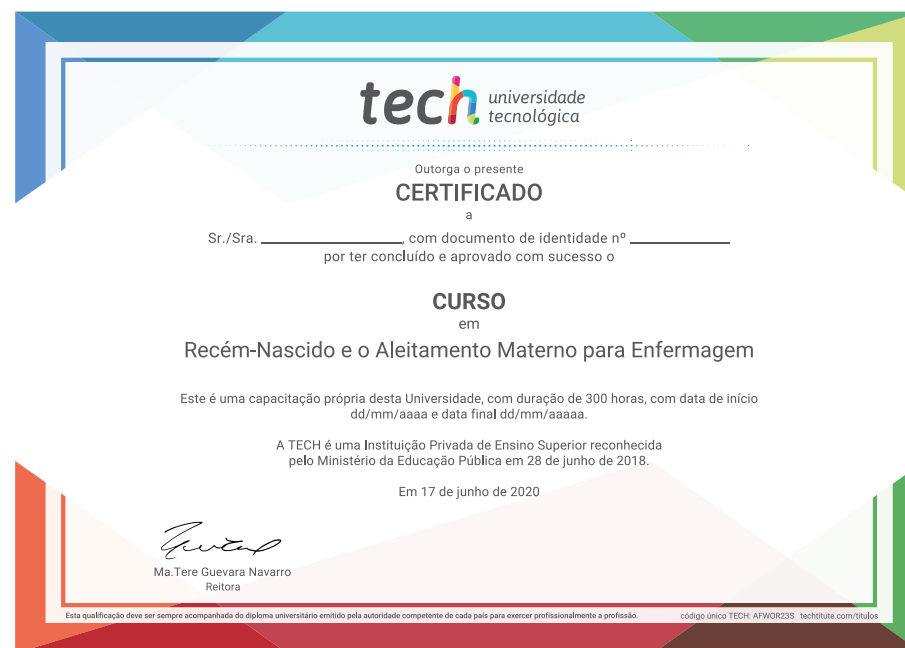 tech universidade
tecnológica
Outorga o presente
CERTIFICADO
a
Sr./Sra. ____________, com documento de identidade nº ____________
por ter concluído e aprovado com sucesso o
CURSO
em
Recém-Nascido e o Aleitamento Materno para Enfermagem
Este é uma capacitação própria desta Universidade, com duração de 300 horas, com data de início
dd/mm/aaaa e data final dd/mm/aaaaa.
A TECH é uma Instituição Privada de Ensino Superior reconhecida
pelo Ministério da Educação Pública em 28 de junho de 2018.
Em 17 de junho de 2020
Ma.Tere Guevara Navarro
Reitora
Esta qualificação deve ser sempre acompanhada do diploma universitário emitido pela autoridade competente de cada país para exercer profissionalmente a profissão. código único TECH: AFWOR23S techtitute.com/titulos